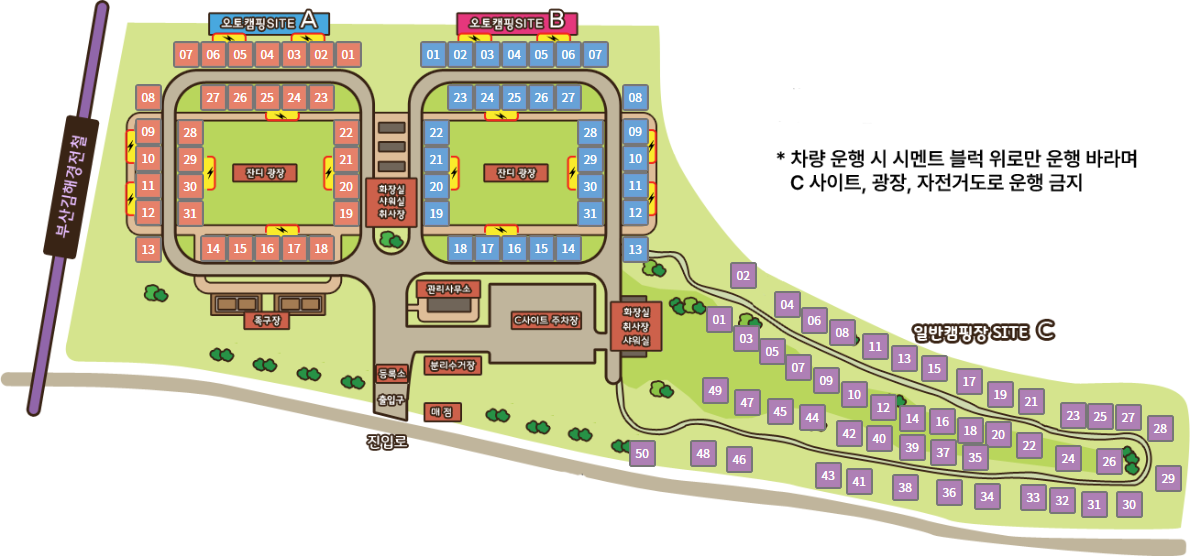 오토캠핑SITE A
오토캠핑SITE B
07 06 05 04 03 02 01
01 02 03 04 05 06 07
08
27 26 25 24 23
23 24 25 26 27
08
09 28 22
22 28 09
10 29 21
21 29 10
11 30 20
20 30 11
12 31 19
19 31 12
13
14 15 16 17 18
18 17 16 15 14
13
잔디 광장
잔디 광장
화장실
샤워실
취사장
부산김해경전철
* 차량 운행 시 시멘트 블럭 위로만 운행 바라며
C 사이트, 광장, 자전거도로 운행 금지
족구장
관리사무소
C사이트 주차장
화장실
취사장
샤워실
등록소
분리수거장
출입구
매 점
진입로
일반캠핑장 SITE C
02
04
01 06
03 08
05 11
07 13
09 15
10 17
12 19
14 21
16 23 25 27
18 28
20
22
24
26
29
49
47
45
44
42
40
39
37
35
50
48
46
43
41
38
36
34
33
32
31
30